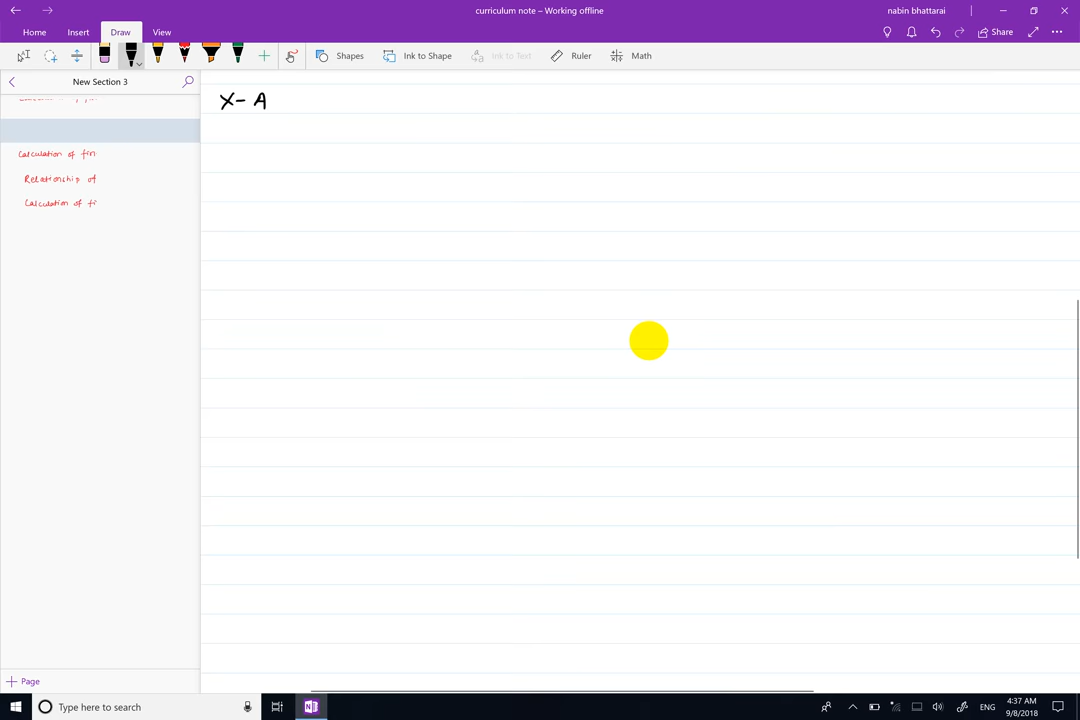 curriculum note – Working offline
nabin bhattarai
Home Insert Draw View
Share
Shapes Ink to Shape Ink to Text Ruler Math
New Section 3
X- A
Calculation of fin
Relationship of
Calculation of fi
+ Page
Type here to search
ENG
4:37 AM
9/8/2018